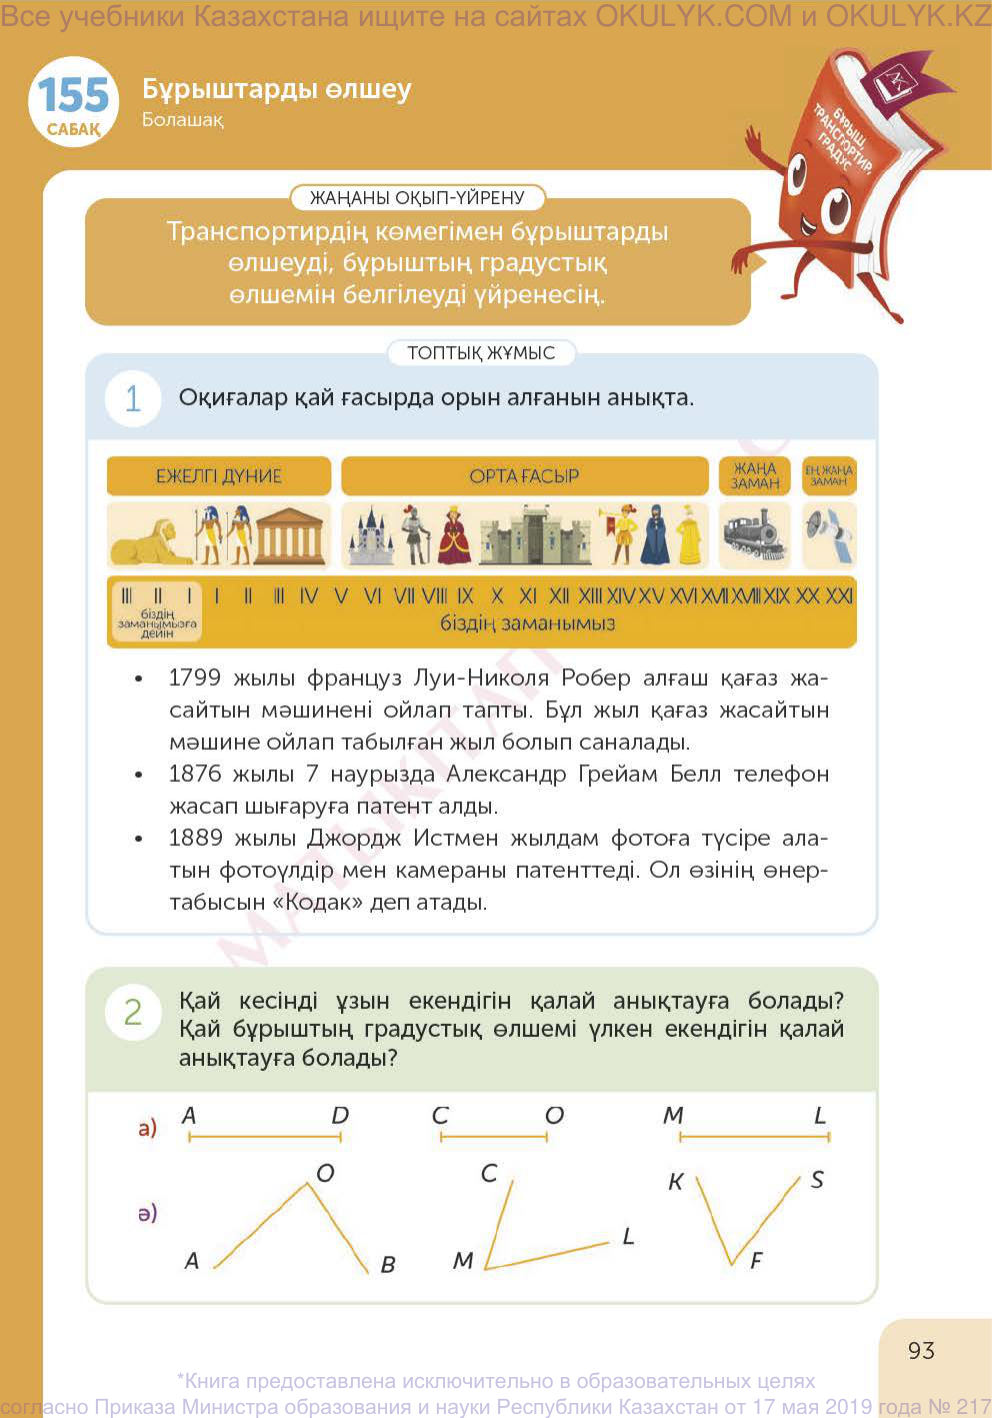 Все учебники Казахстана ищите на сайтах OKULYK.COM и OKULYK.KZ
155
САБАҚ
Бұрыштарды өлшеу
Болашақ
БҰРЫШ,
ТРАНСПОРТИР,
ГРАДУС
ЖАҢАНЫ ОҚЫП-ҮЙРЕНУ
Транспортирдің көмегімен бұрыштарды
өлшеуді, бұрыштың градустық
өлшемін белгілеуді үйренесің.
ТОПТЫҚ ЖҰМЫС
1
Оқиғалар қай ғасырда орын алғанын анықта.
ЕЖЕЛГІ ДҮНИЕ
ОРТА ҒАСЫР
ЖАҢА
ЗАМАН
ЕҢ ЖАҢА
ЗАМАН
III II I I II III IV V VI VII VIII IX X XI XII XIII XIV XV XVI XVII XVIII XIX XX XXI
біздің
заманымызға
дейін
біздің заманымыз
• 1799 жылы француз Луи-Николя Робер алғаш қағаз жа-
сайтын мәшинені ойлап тапты. Бұл жыл қағаз жасайтын
мәшине ойлап табылған жыл болып саналады.
• 1876 жылы 7 наурызда Александр Грейам Белл телефон
жасап шығаруға патент алды.
• 1889 жылы Джордж Истмен жылдам фотоға түсіре ала-
тын фотоүлдір мен камераны патенттеді. Ол өзінің өнер-
табысын «Кодак» деп атады.
2
Қай кесінді ұзын екендігін қалай анықтауға болады?
Қай бұрыштың градустық өлшемі үлкен екендігін қалай
анықтауға болады?
а)
A D C O M L
ә)
O C K S
A B M L F
93
*Книга предоставлена исключительно в образовательных целях
согласно Приказа Министра образования и науки Республики Казахстан от 17 мая 2019 года № 217